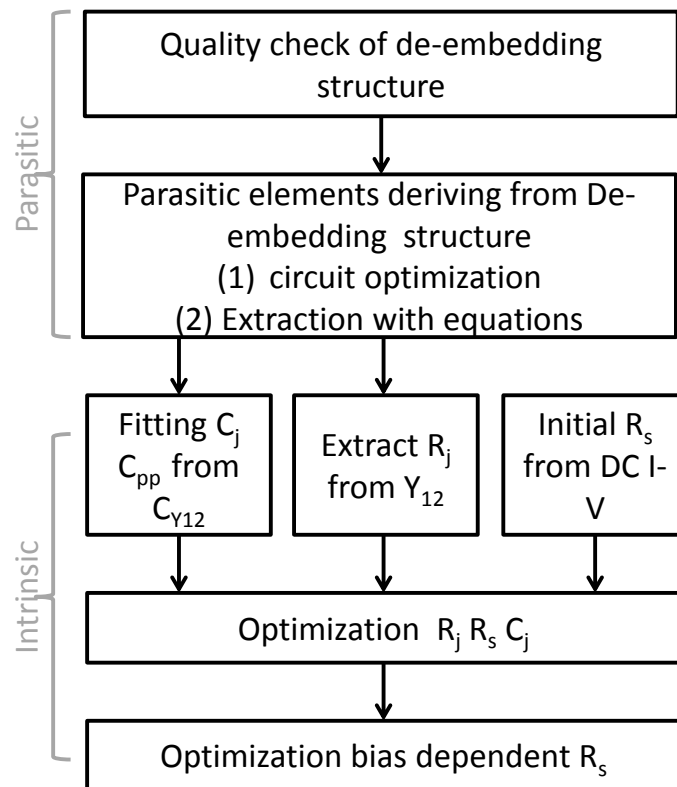 Parasitic
Quality check of de-embedding
structure
Parasitic elements deriving from De-
embedding structure
(1) circuit optimization
(2) Extraction with equations
Intrinsic
Fitting Cj
Cpp from
CY12
Extract Rj
from Y12
Initial Rs
from DC I-
V
Optimization Rj Rs Cj
Optimization bias dependent Rs